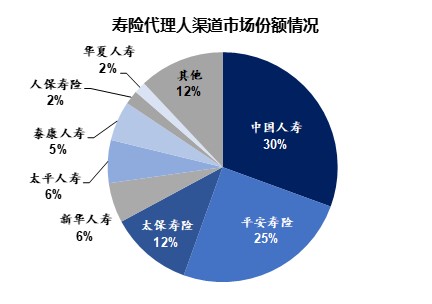 寿险代理人渠道市场份额情况
华夏人寿
2%
其他
12%
人保寿险
2%
中国人寿
30%
泰康人寿
5%
太平人寿
6%
新华人寿
6%
太保寿险
12%
平安寿险
25%